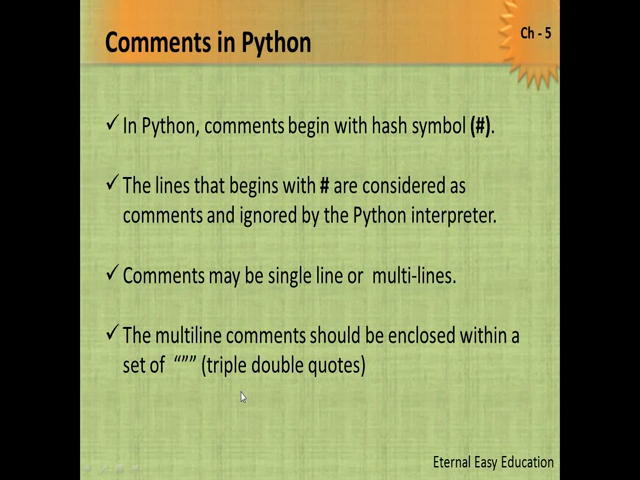 Comments in Python
Ch - 5
✓ In Python, comments begin with hash symbol (#).
✓ The lines that begins with # are considered as
comments and ignored by the Python interpreter.
✓ Comments may be single line or multi-lines.
✓ The multiline comments should be enclosed within a
set of “”” (triple double quotes)
Eternal Easy Education